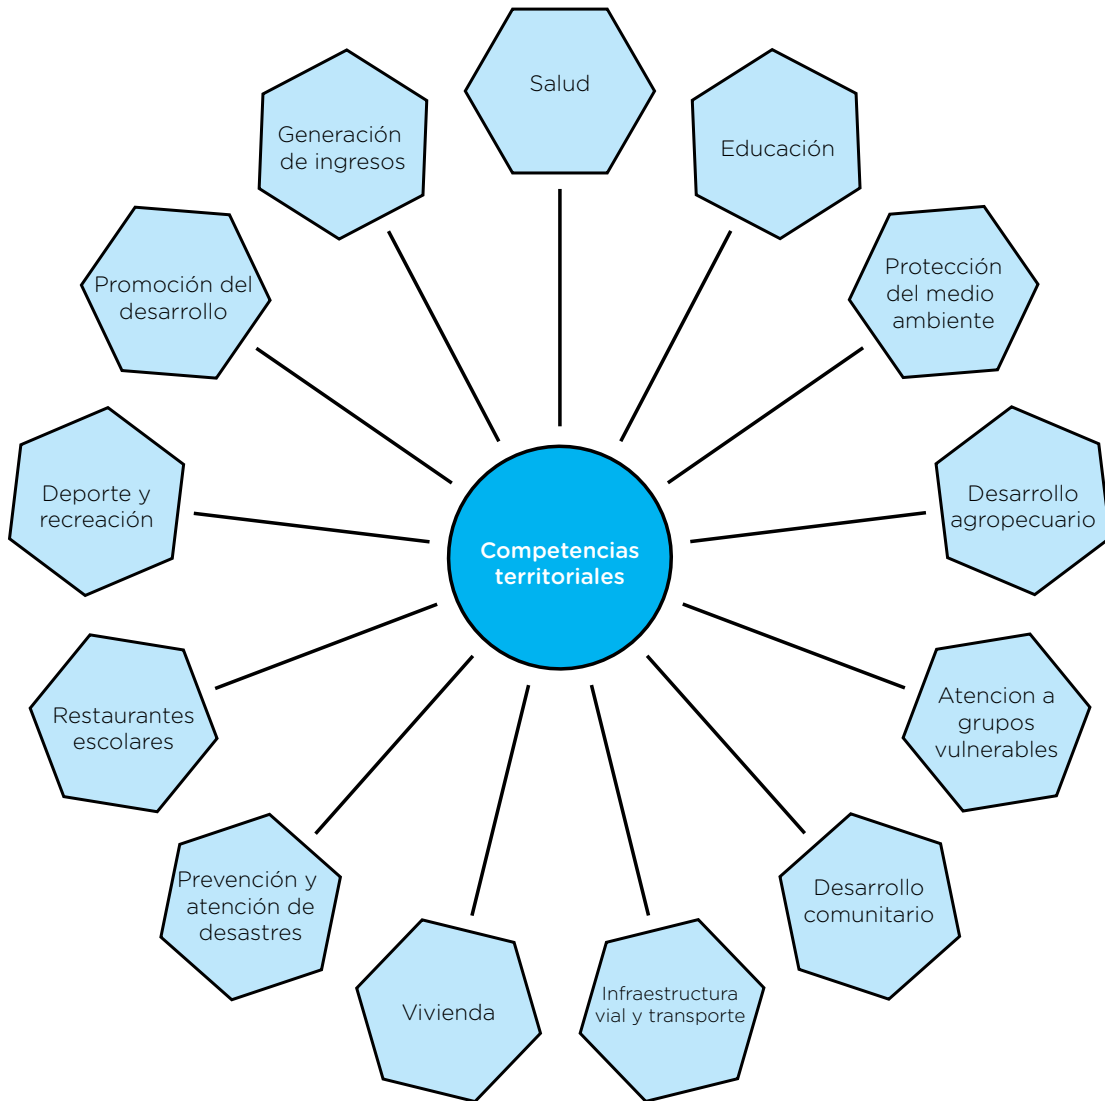 Salud
Educación
Protección
del medio
ambiente
Desarrollo
agropecuario
Atencion a
grupos
vulnerables
Desarrollo
comunitario
Infraestructura
vial y transporte
Vivienda
Prevención y
atención de
desastres
Restaurantes
escolares
Deporte y
recreación
Promoción del
desarrollo
Generación
de ingresos
Competencias
territoriales